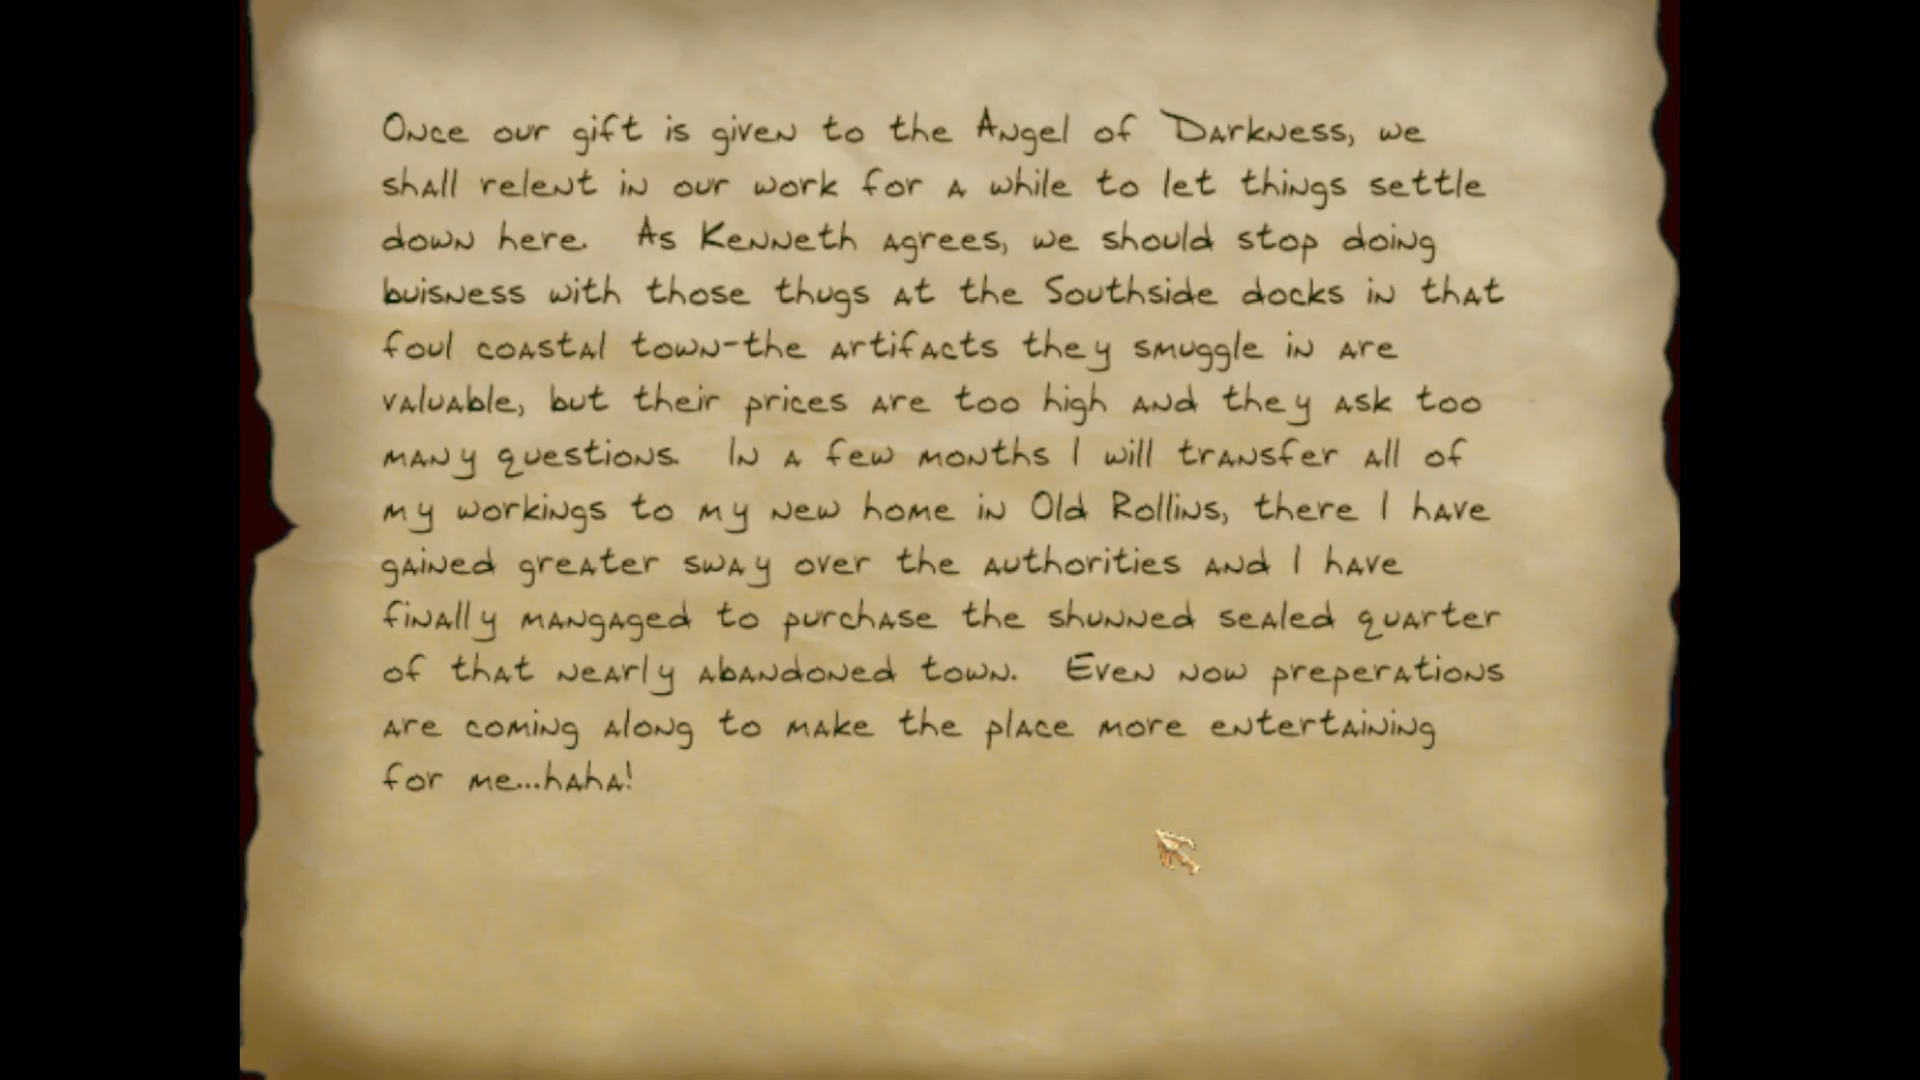 Once our gift is given to the Angel of Darkness, we
shall relent in our work for a while to let things settle
down here.  As Kenneth agrees, we should stop doing
buisness with those thugs at the Southside docks in that
foul coastal town-the artifacts they smuggle in are
valuable, but their prices are too high and they ask too
many questions.  In a few months I will transfer all of
my workings to my new home in Old Rollins, there I have
gained greater sway over the authorities and I have
finally mangaged to purchase the shunned sealed quarter
of that nearly abandoned town.  Even now preperations
are coming along to make the place more entertaining
for me...haha!